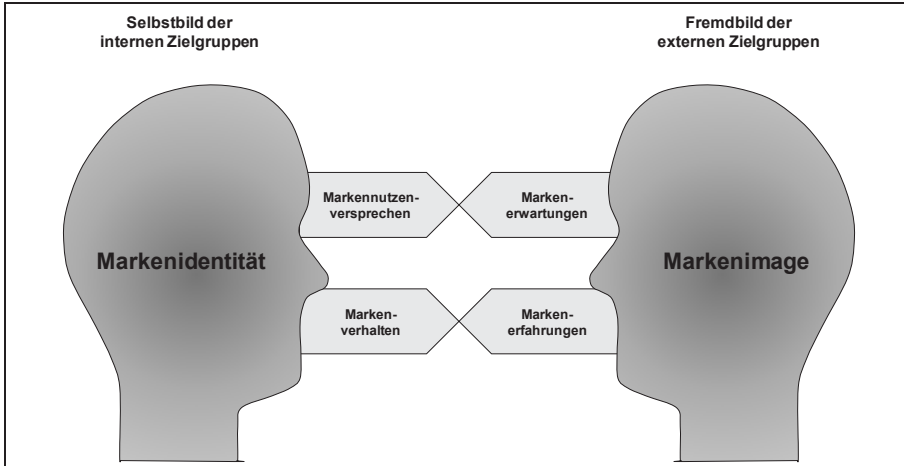 Selbstbild der
internen Zielgruppen
Fremdbild der
externen Zielgruppen
Markennutzen-
versprechen
Marken-
erwartungen
Markenidentität
Markenimage
Marken-
verhalten
Marken-
erfahrungen